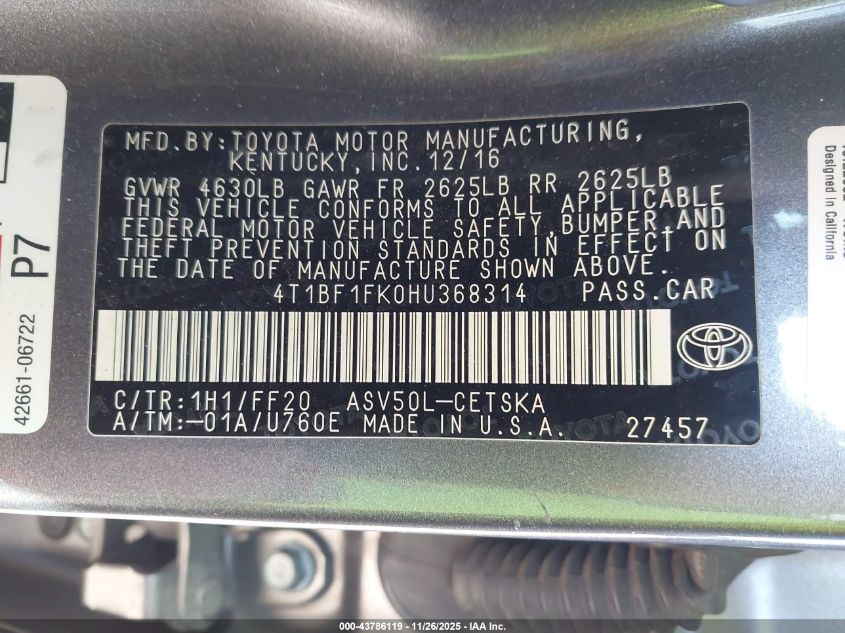 MFD.BY:TOYOTA MOTOR MANUFACTURING,
KENTUCKY,INC.12/16
GVWR 4630LB GAWR FR 2625LB RR 2625LB
THIS VEHICLE CONFORMS TO ALL APPLICABLE
FEDERAL MOTOR VEHICLE SAFETY,BUMPER,AND
THEFT PREVENTION STANDARDS IN EFFECT ON
THE DATE OF MANUFACTURE SHOWN ABOVE.
4T1BF1FK0HU368314 PASS.CAR
C/TR:1H1/FF20 ASV50L-CETSKA
A/TM:-01A/U760E MADE IN U.S.A. 27457
P7
42661-06722
Designed in California
000-43786119 - 11/26/2025 - IAA Inc.